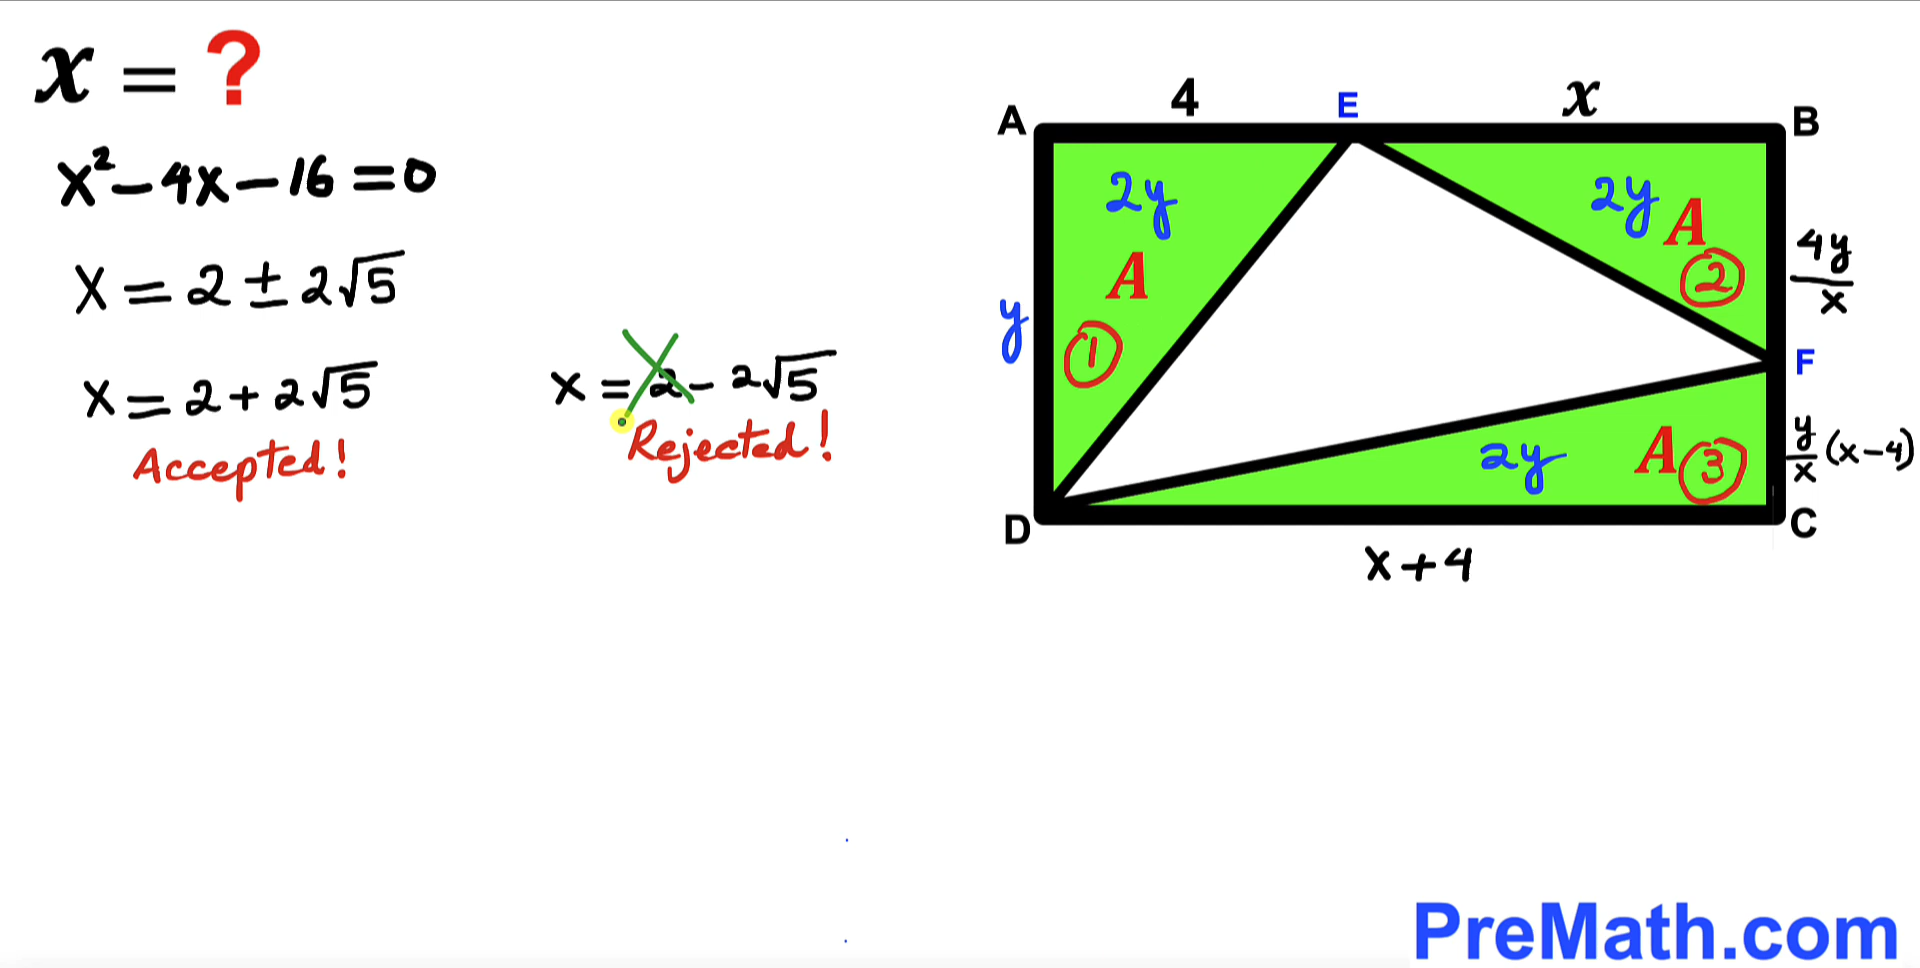 x = ?
x² - 4x - 16 = 0
x = 2 ± 2√5
x = 2 + 2√5
Accepted!
x = 2 - 2√5
Rejected!
4
E
x
A
B
2y
A
①
2y
A
②
y
4y/x
F
2y
A
③
y/x (x-4)
D
C
x+4
PreMath.com